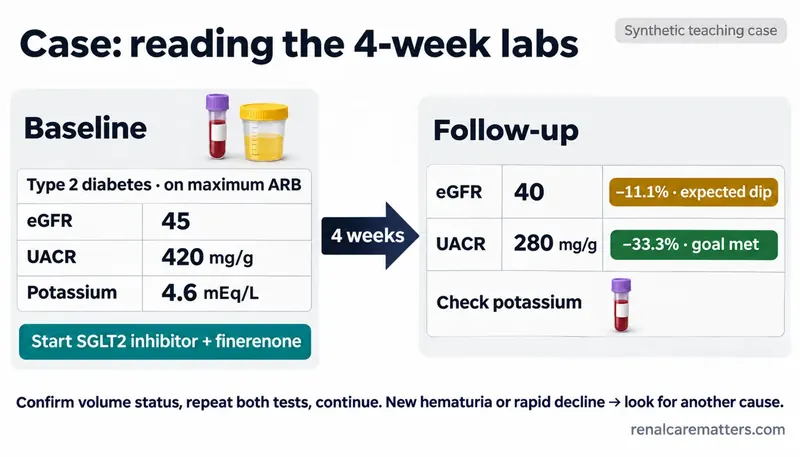 Case: reading the 4-week labs
Synthetic teaching case
Baseline
Type 2 diabetes · on maximum ARB
eGFR 45
UACR 420 mg/g
Potassium 4.6 mEq/L
Start SGLT2 inhibitor + finerenone
4 weeks
Follow-up
eGFR 40 −11.1% · expected dip
UACR 280 mg/g −33.3% · goal met
Check potassium
Confirm volume status, repeat both tests, continue. New hematuria or rapid decline → look for another cause.
renalcarematters.com